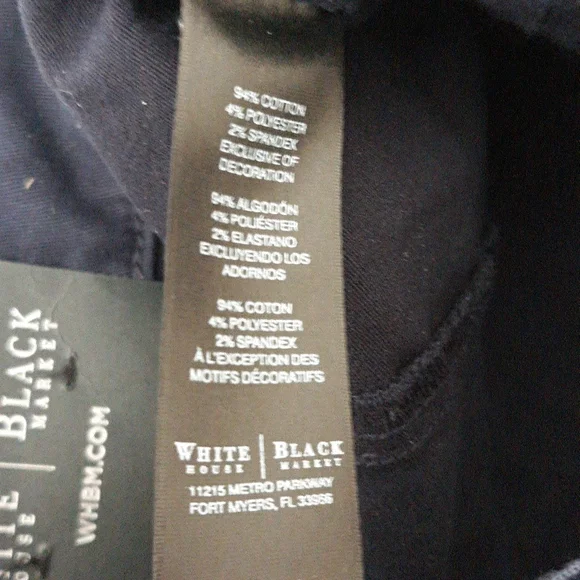 94% COTTON
4% POLYESTER
2% SPANDEX
EXCLUSIVE OF
DECORATION
94% ALGODÓN
4% POLIÉSTER
2% ELASTANO
EXCLUYENDO LOS
ADORNOS
94% COTON
4% POLYESTER
2% SPANDEX
À L'EXCEPTION DES
MOTIFS DÉCORATIFS
WHITE | BLACK
HOUSE | MARKET
11215 METRO PARKWAY
FORT MYERS, FL 33966
BLACK
MARKET
WHBM.COM